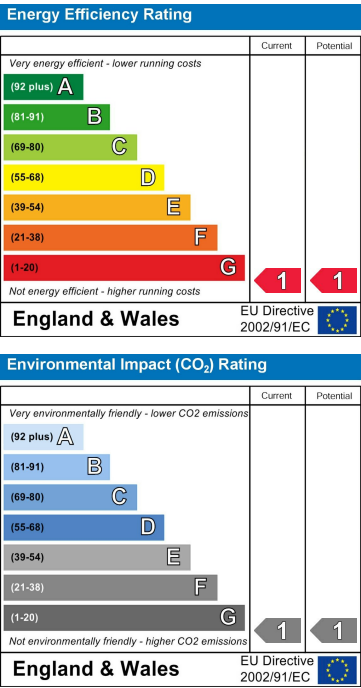 Energy Efficiency Rating
Current Potential
Very energy efficient - lower running costs
(92 plus) A
(81-91) B
(69-80) C
(55-68) D
(39-54) E
(21-38) F
(1-20) G
1 1
Not energy efficient - higher running costs
England & Wales
EU Directive
2002/91/EC
Environmental Impact (CO₂) Rating
Current Potential
Very environmentally friendly - lower CO2 emissions
(92 plus) A
(81-91) B
(69-80) C
(55-68) D
(39-54) E
(21-38) F
(1-20) G
1 1
Not environmentally friendly - higher CO2 emissions
England & Wales
EU Directive
2002/91/EC